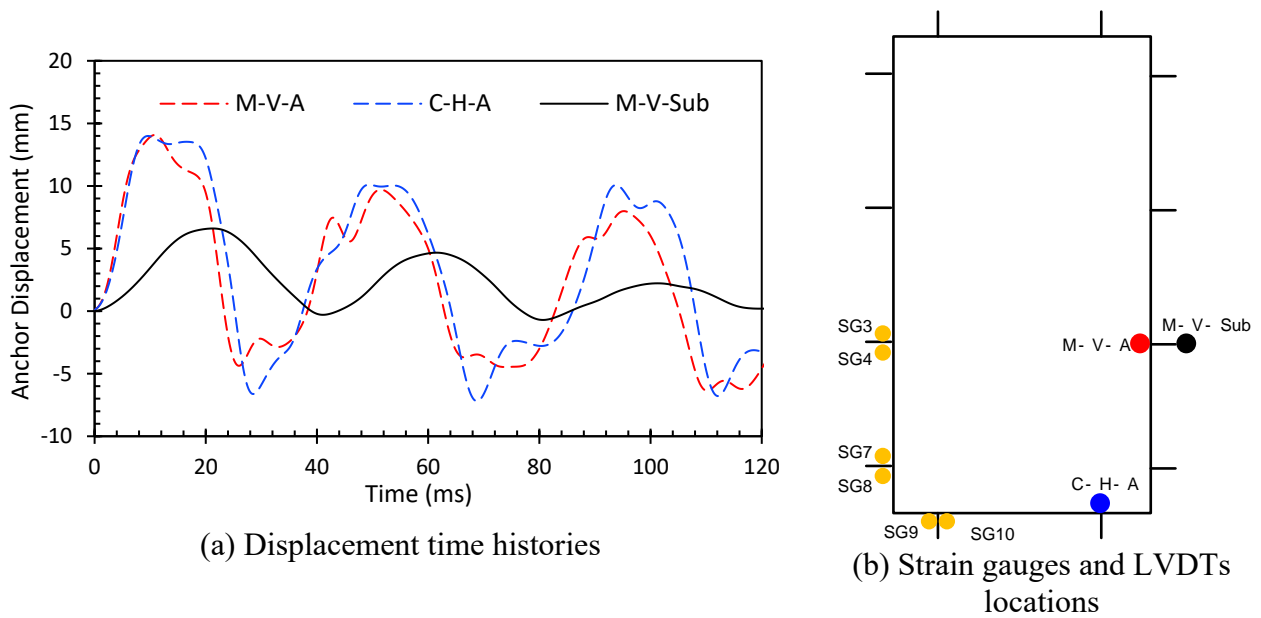 20
15
10
5
0
-5
-10
Anchor Displacement (mm)
M-V-A
C-H-A
M-V-Sub
0
20
40
60
80
100
120
Time (ms)
(a) Displacement time histories
SG3
SG4
SG7
SG8
SG9
SG10
M- V- A
M- V- Sub
C- H- A
(b) Strain gauges and LVDTs
locations